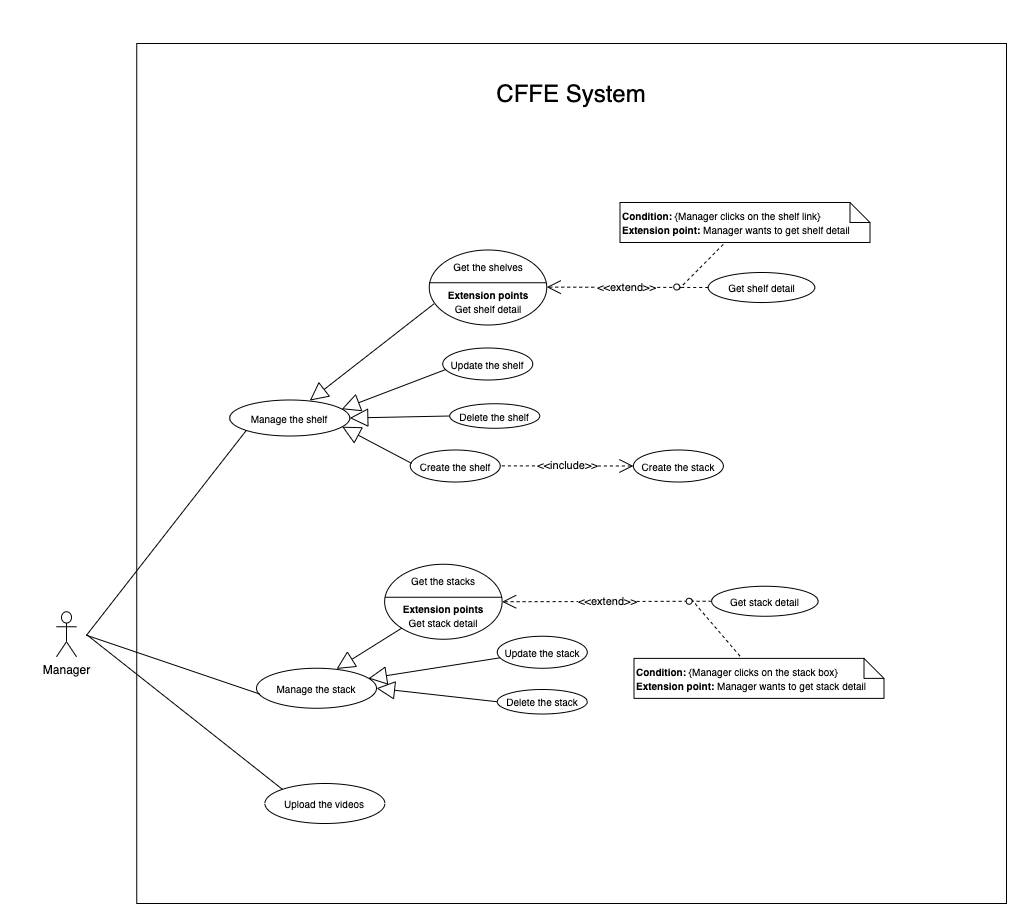 CFFE System
Condition: {Manager clicks on the shelf link}
Extension point: Manager wants to get shelf detail
Get the shelves
Extension points
Get shelf detail
<<extend>>
Get shelf detail
Update the shelf
Manage the shelf
Delete the shelf
Create the shelf
<<include>>
Create the stack
Get the stacks
Extension points
Get stack detail
<<extend>>
Get stack detail
Manager
Update the stack
Condition: {Manager clicks on the stack box}
Extension point: Manager wants to get stack detail
Manage the stack
Delete the stack
Upload the videos